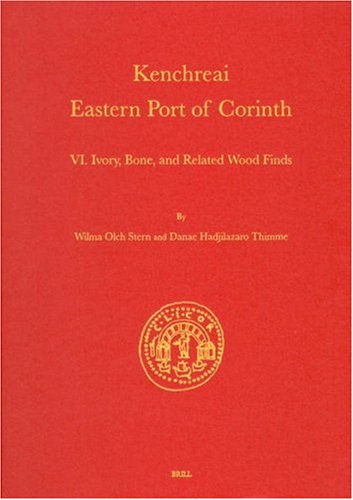 Kenchreai
Eastern Port of Corinth
VI. Ivory, Bone, and Related Wood Finds
By
Wilma Olch Stern and Danae Hadjilazaro Thimme
C·L·I·COR
BRILL